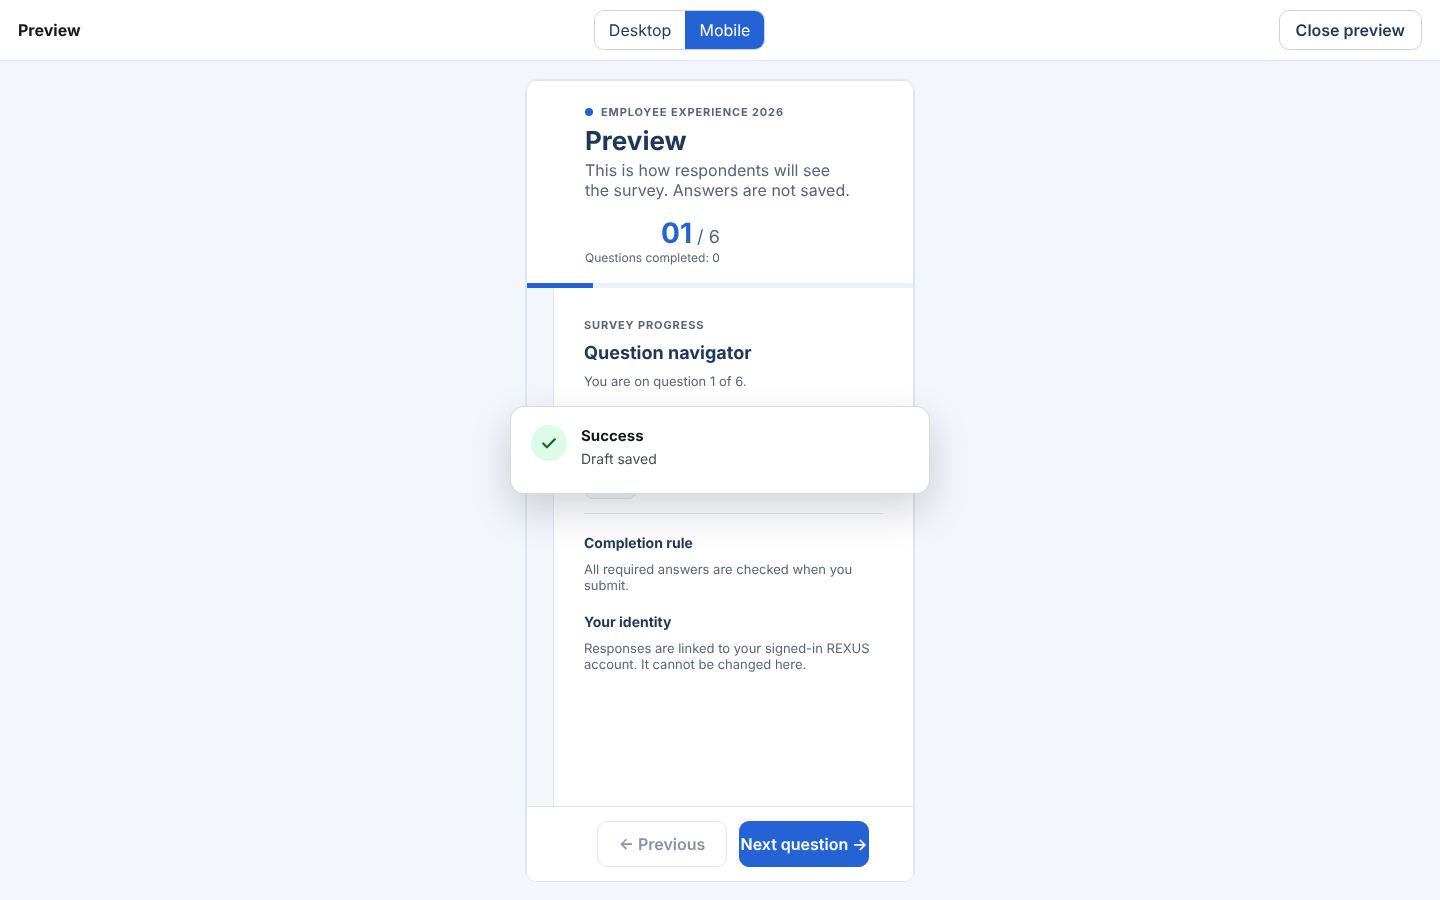 Preview
Desktop
Mobile
Close preview
EMPLOYEE EXPERIENCE 2026
Preview
This is how respondents will see
the survey. Answers are not saved.
01 / 6
Questions completed: 0
SURVEY PROGRESS
Question navigator
You are on question 1 of 6.
Success
Draft saved
Completion rule
All required answers are checked when you
submit.
Your identity
Responses are linked to your signed-in REXUS
account. It cannot be changed here.
← Previous
Next question →